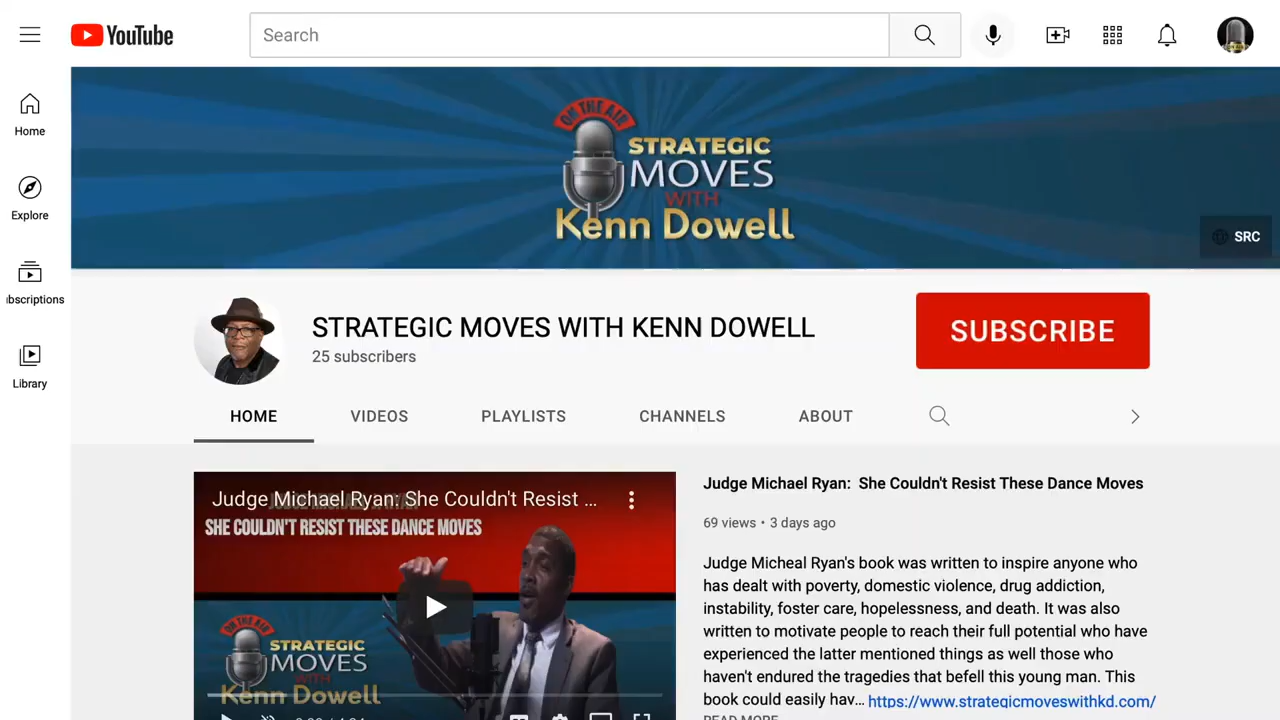 YouTube
Search
Home
Explore
bscriptions
Library
ON THE AIR
STRATEGIC
MOVES
WITH
Kenn Dowell
SRC
STRATEGIC MOVES WITH KENN DOWELL
25 subscribers
SUBSCRIBE
HOME
VIDEOS
PLAYLISTS
CHANNELS
ABOUT
Judge Michael Ryan: She Couldn't Resist ...
SHE COULDN'T RESIST THESE DANCE MOVES
ON THE AIR
STRATEGIC
MOVES
WITH
Kenn Dowell
Judge Michael Ryan: She Couldn't Resist These Dance Moves
69 views • 3 days ago
Judge Micheal Ryan's book was written to inspire anyone who
has dealt with poverty, domestic violence, drug addiction,
instability, foster care, hopelessness, and death. It was also
written to motivate people to reach their full potential who have
experienced the latter mentioned things as well those who
haven't endured the tragedies that befell this young man. This
book could easily hav... https://www.strategicmoveswithkd.com/
READ MORE